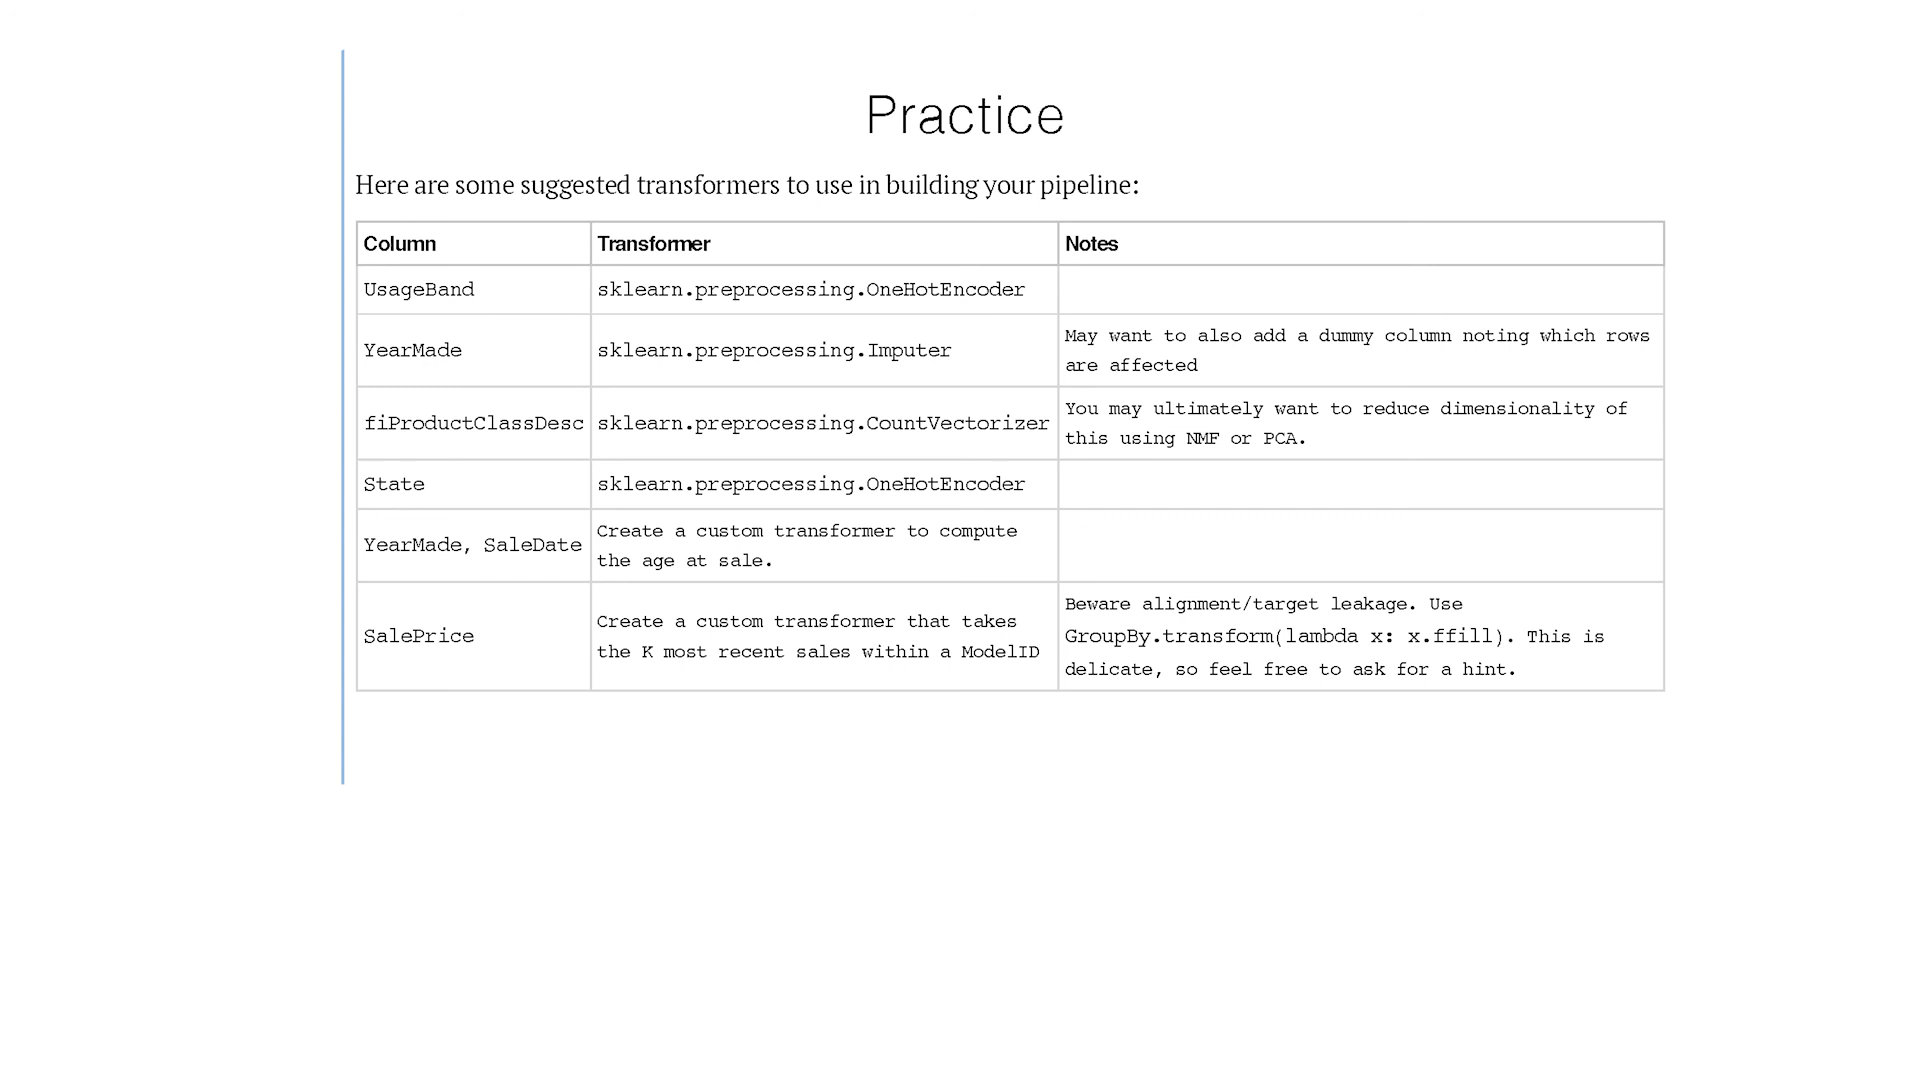 Practice
Here are some suggested transformers to use in building your pipeline:
Column Transformer Notes
UsageBand sklearn.preprocessing.OneHotEncoder
YearMade sklearn.preprocessing.Imputer May want to also add a dummy column noting which rows
are affected
fiProductClassDesc sklearn.preprocessing.CountVectorizer You may ultimately want to reduce dimensionality of
this using NMF or PCA.
State sklearn.preprocessing.OneHotEncoder
YearMade, SaleDate Create a custom transformer to compute
the age at sale.
SalePrice Create a custom transformer that takes
the K most recent sales within a ModelID
Beware alignment/target leakage. Use
GroupBy.transform(lambda x: x.ffill). This is
delicate, so feel free to ask for a hint.